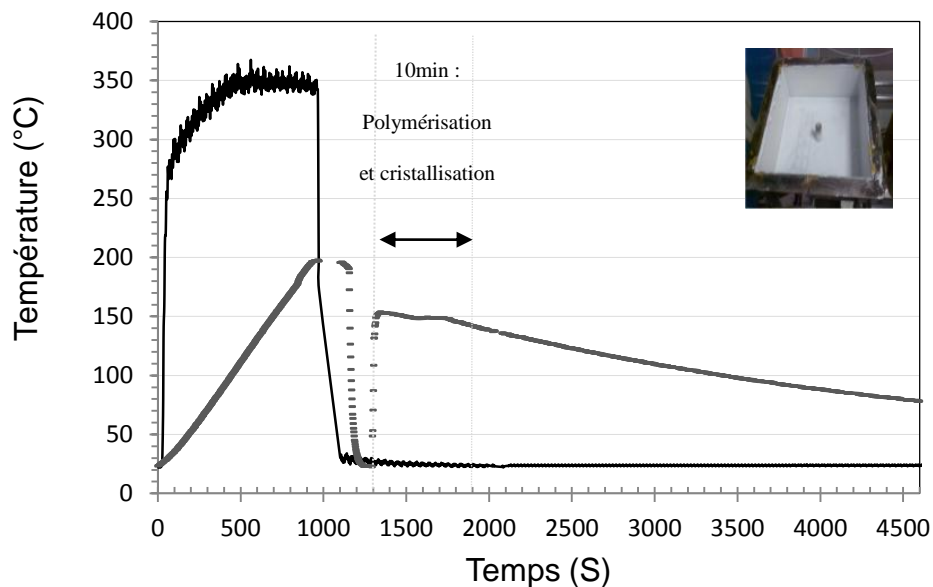 400
350
300
250
200
150
100
50
0
Température (°C)
10min :
Polymérisation
et cristallisation
0 500 1000 1500 2000 2500 3000 3500 4000 4500
Temps (S)